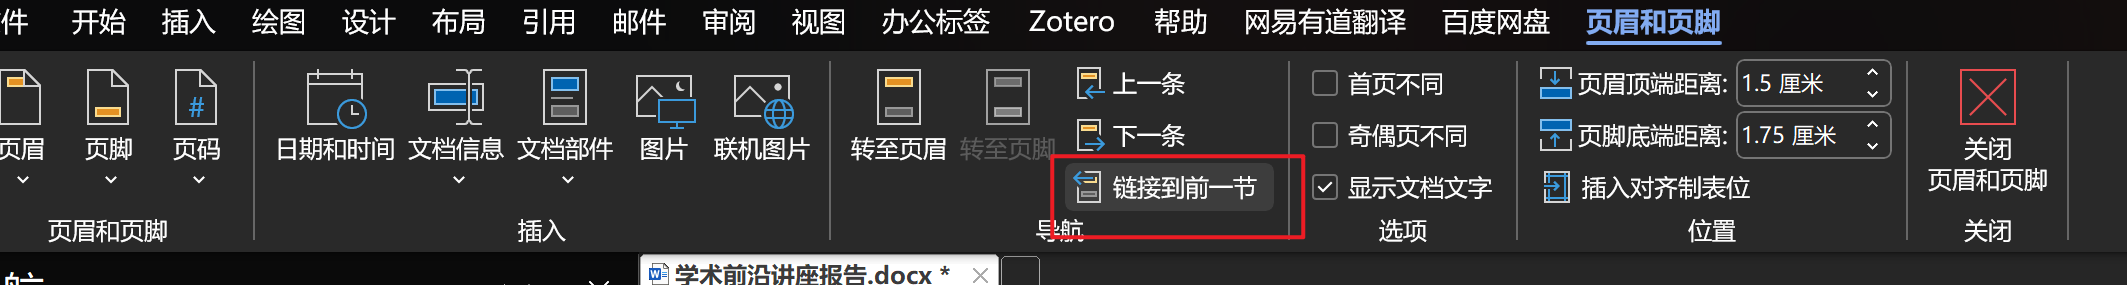 件 开始 插入 绘图 设计 布局 引用 邮件 审阅 视图 办公标签 Zotero 帮助 网易有道翻译 百度网盘 页眉和页脚
页眉 页脚 页码 日期和时间 文档信息 文档部件 图片 联机图片 转至页眉 转至页脚
#
上一条
下一条
链接到前一节
首页不同
奇偶页不同
显示文档文字
页眉顶端距离: 1.5 厘米
页脚底端距离: 1.75 厘米
插入对齐制表位
关闭
页眉和页脚
页眉和页脚 插入 导航 选项 位置 关闭
学术前沿讲座报告.docx *